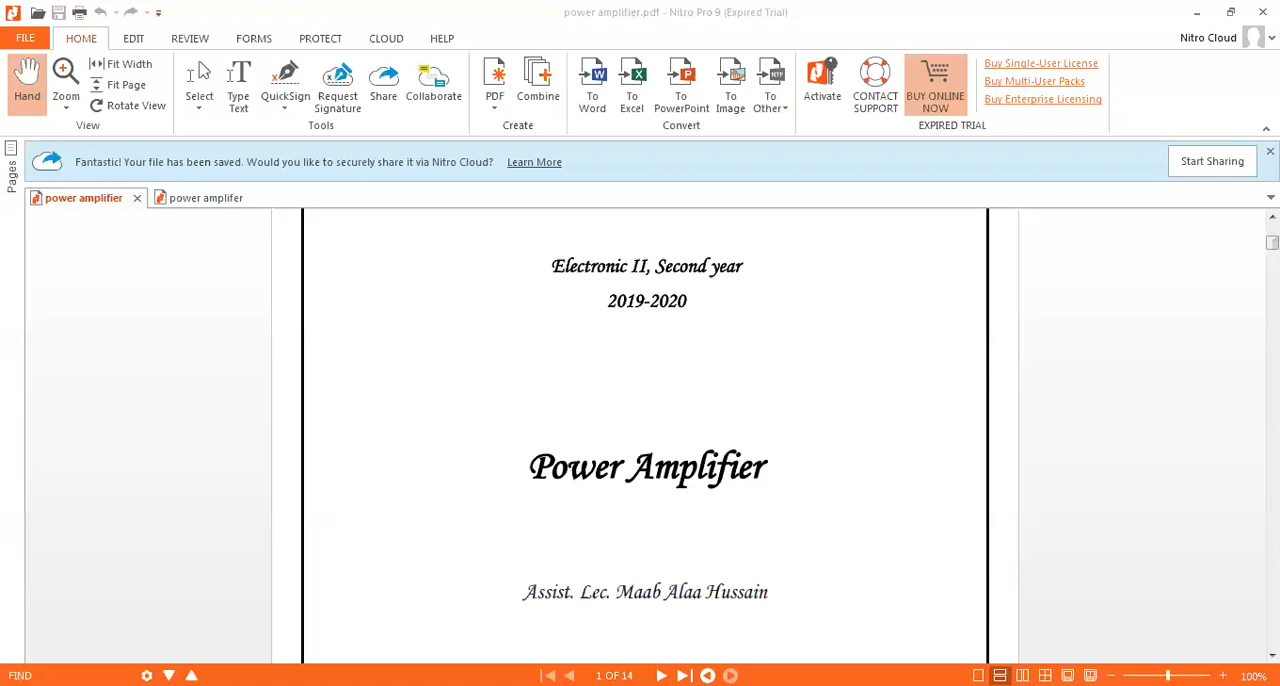 power amplifier.pdf - Nitro Pro 9 (Expired Trial)
FILE HOME EDIT REVIEW FORMS PROTECT CLOUD HELP Nitro Cloud
Hand Zoom Fit Width Fit Page Rotate View
Select Type Text QuickSign Request Signature Share Collaborate
PDF Combine
To Word To Excel To PowerPoint To Image To Other
Activate CONTACT SUPPORT BUY ONLINE NOW
Buy Single-User License
Buy Multi-User Packs
Buy Enterprise Licensing
View Tools Create Convert EXPIRED TRIAL
Pages
Fantastic! Your file has been saved. Would you like to securely share it via Nitro Cloud? Learn More Start Sharing
power amplifier power amplifer
Electronic II, Second year
2019-2020
Power Amplifier
Assist. Lec. Maab Alaa Hussain
FIND 1 OF 14 100%